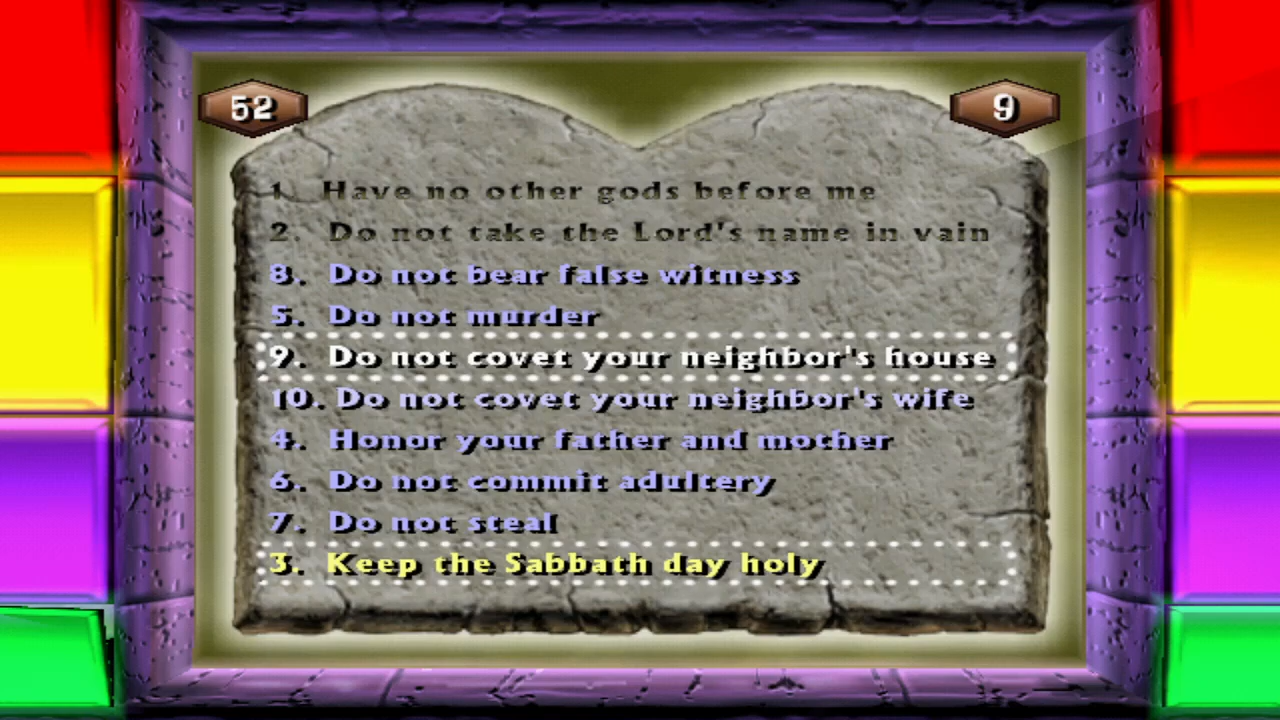 52
9
1. Have no other gods before me
2. Do not take the Lord's name in vain
8. Do not bear false witness
5. Do not murder
9. Do not covet your neighbor's house
10. Do not covet your neighbor's wife
4. Honor your father and mother
6. Do not commit adultery
7. Do not steal
3. Keep the Sabbath day holy